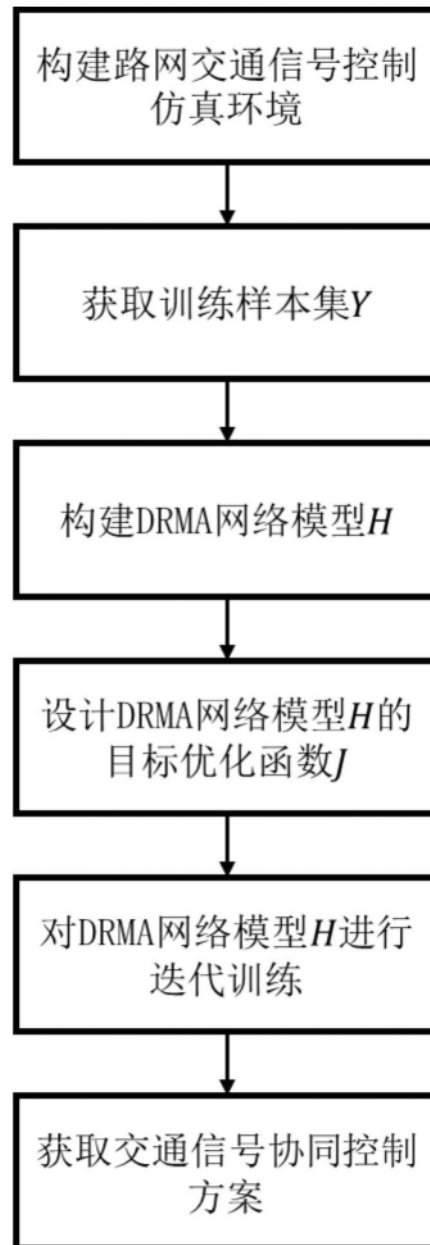 构建路网交通信号控制
仿真环境
获取训练样本集Y
构建DRMA网络模型H
设计DRMA网络模型H的
目标优化函数J
对DRMA网络模型H进行
迭代训练
获取交通信号协同控制
方案